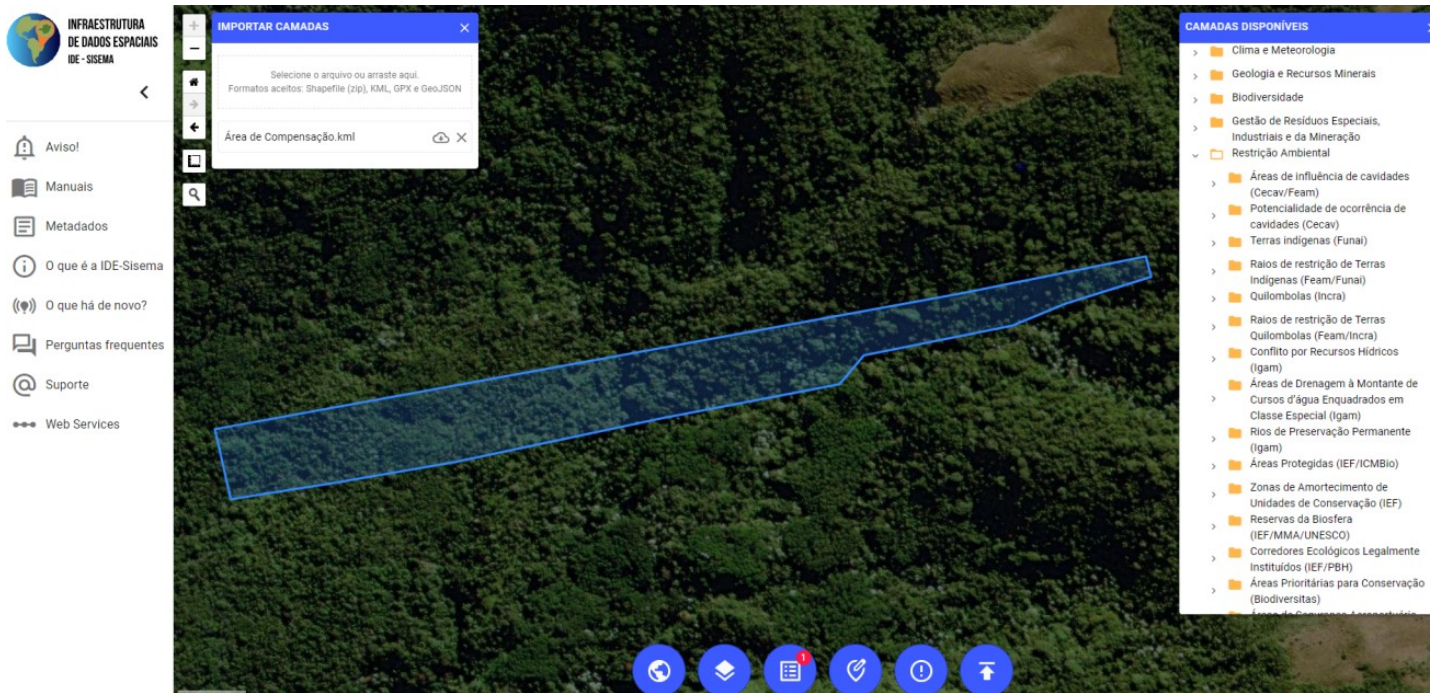 INFRAESTRUTURA
DE DADOS ESPACIAIS
IDE - SISEMA
Aviso!
Manuais
Metadados
O que é a IDE-Sisema
O que há de novo?
Perguntas frequentes
Suporte
Web Services
IMPORTAR CAMADAS
Selecione o arquivo ou arraste aqui.
Formatos aceitos: Shapefile (zip), KML, GPX e GeoJSON
Área de Compensação.kml
1
CAMADAS DISPONÍVEIS
Clima e Meteorologia
Geologia e Recursos Minerais
Biodiversidade
Gestão de Resíduos Especiais,
Industriais e da Mineração
Restrição Ambiental
Áreas de influência de cavidades
(Cecav/Feam)
Potencialidade de ocorrência de
cavidades (Cecav)
Terras indígenas (Funai)
Raios de restrição de Terras
Indígenas (Feam/Funai)
Quilombolas (Incra)
Raios de restrição de Terras
Quilombolas (Feam/Incra)
Conflito por Recursos Hídricos
(Igam)
Áreas de Drenagem à Montante de
Cursos d'água Enquadrados em
Classe Especial (Igam)
Rios de Preservação Permanente
(Igam)
Áreas Protegidas (IEF/ICMBio)
Zonas de Amortecimento de
Unidades de Conservação (IEF)
Reservas da Biosfera
(IEF/MMA/UNESCO)
Corredores Ecológicos Legalmente
Instituídos (IEF/PBH)
Áreas Prioritárias para Conservação
(Biodiversitas)